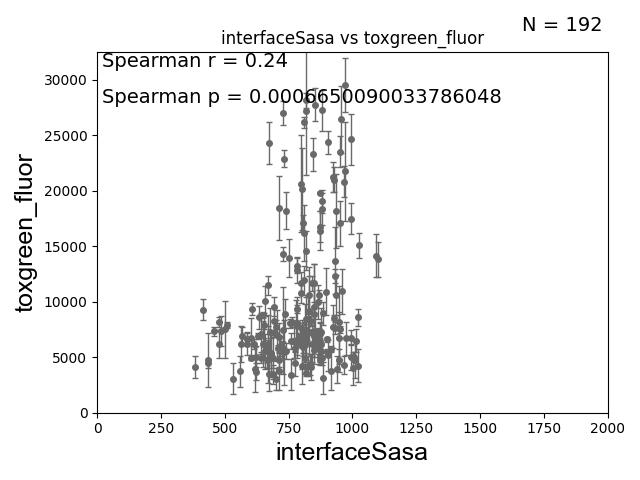 N = 192
interfaceSasa vs toxgreen_fluor
Spearman r = 0.24
Spearman p = 0.0006650090033786048
30000
25000
20000
15000
10000
5000
0
toxgreen_fluor
0 250 500 750 1000 1250 1500 1750 2000
interfaceSasa